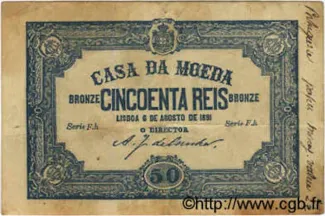 CASA DA MOEDA
BRONZE CINCOENTA REIS BRONZE
LISBOA 6 DE AGOSTO DE 1891
Serie F.h O DIRECTOR Serie F.h
50
©http://www.cgb.fr